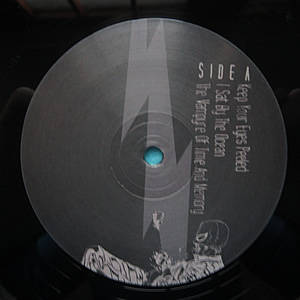 SIDE A
Keep Your Eyes Peeled
I Sat By The Ocean
The Vampyre Of Time And Memory